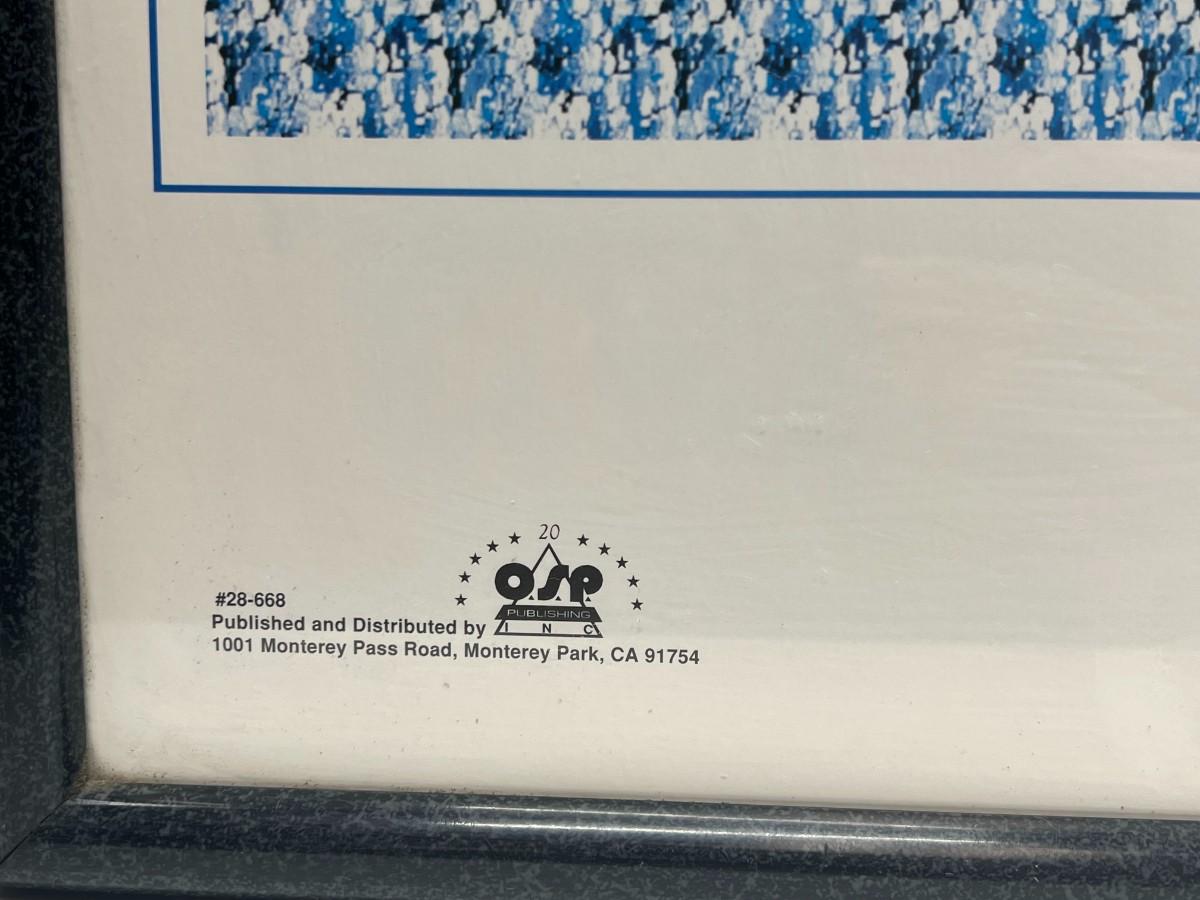 20
O.S.P.
PUBLISHING
INC
#28-668
Published and Distributed by
1001 Monterey Pass Road, Monterey Park, CA 91754